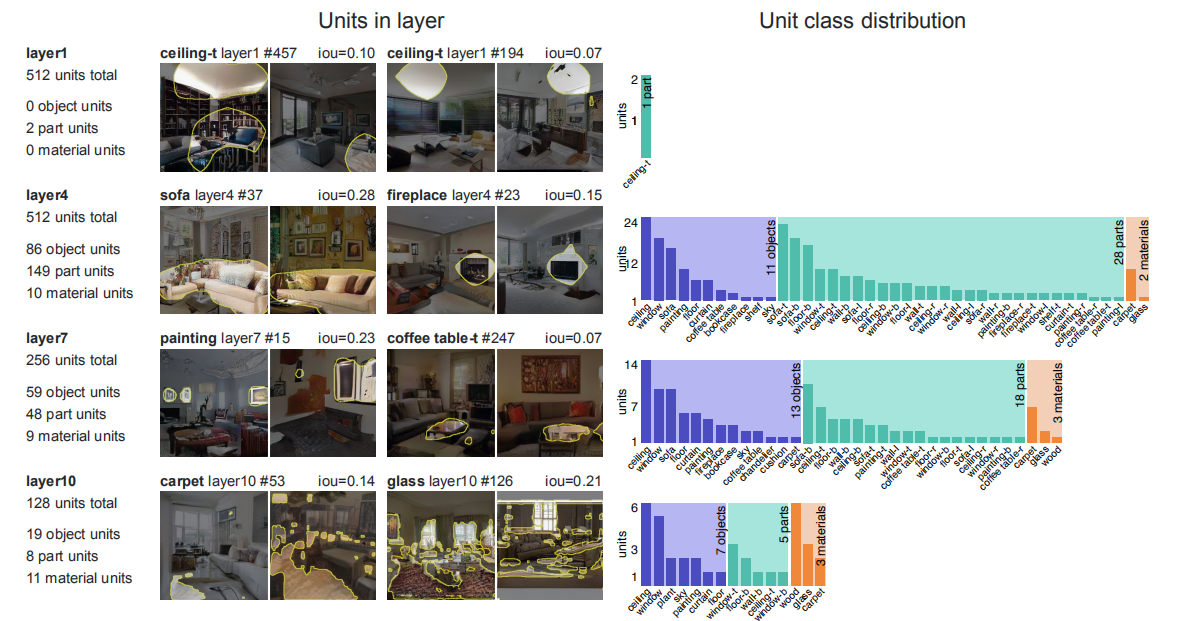 Units in layer
Unit class distribution
layer1
512 units total
0 object units
2 part units
0 material units
ceiling-t layer1 #457 iou=0.10
ceiling-t layer1 #194 iou=0.07
units
2
1
1 part
ceiling-t
layer4
512 units total
86 object units
149 part units
10 material units
sofa layer4 #37 iou=0.28
fireplace layer4 #23 iou=0.15
units
24
12
1
11 objects
28 parts
2 materials
ceiling
window
sofa
painting
floor
curtain
coffee table
bookcase
fireplace
shelf
sky
sofa-t
sofa-b
floor-b
window-t
ceiling-t
wall-b
sofa-l
floor-r
ceiling-b
window-b
wall-t
ceiling-r
window-r
wall-l
sofa-r
wall-r
painting-b
fireplace-t
window-l
shelf-t
curtain-t
painting-r
coffee table-r
coffee table-t
carpet
glass
layer7
256 units total
59 object units
48 part units
9 material units
painting layer7 #15 iou=0.23
coffee table-t #247 iou=0.07
units
14
7
1
13 objects
18 parts
3 materials
ceiling
window
sofa
floor
curtain
painting
fireplace
bookcase
sky
coffee table
chandelier
cushion
carpet
sofa-b
ceiling-t
floor-b
wall-b
ceiling-b
sofa-t
painting-t
wall-t
window-t
coffee table-t
floor-r
window-b
floor-t
sofa-l
ceiling-r
window-r
painting-b
coffee table-r
carpet
glass
wood
layer10
128 units total
19 object units
8 part units
11 material units
carpet layer10 #53 iou=0.14
glass layer10 #126 iou=0.21
units
6
3
1
7 objects
5 parts
3 materials
ceiling
window
plant
sky
painting
curtain
floor
window-t
floor-b
wall-b
ceiling-t
window-b
wood
glass
carpet